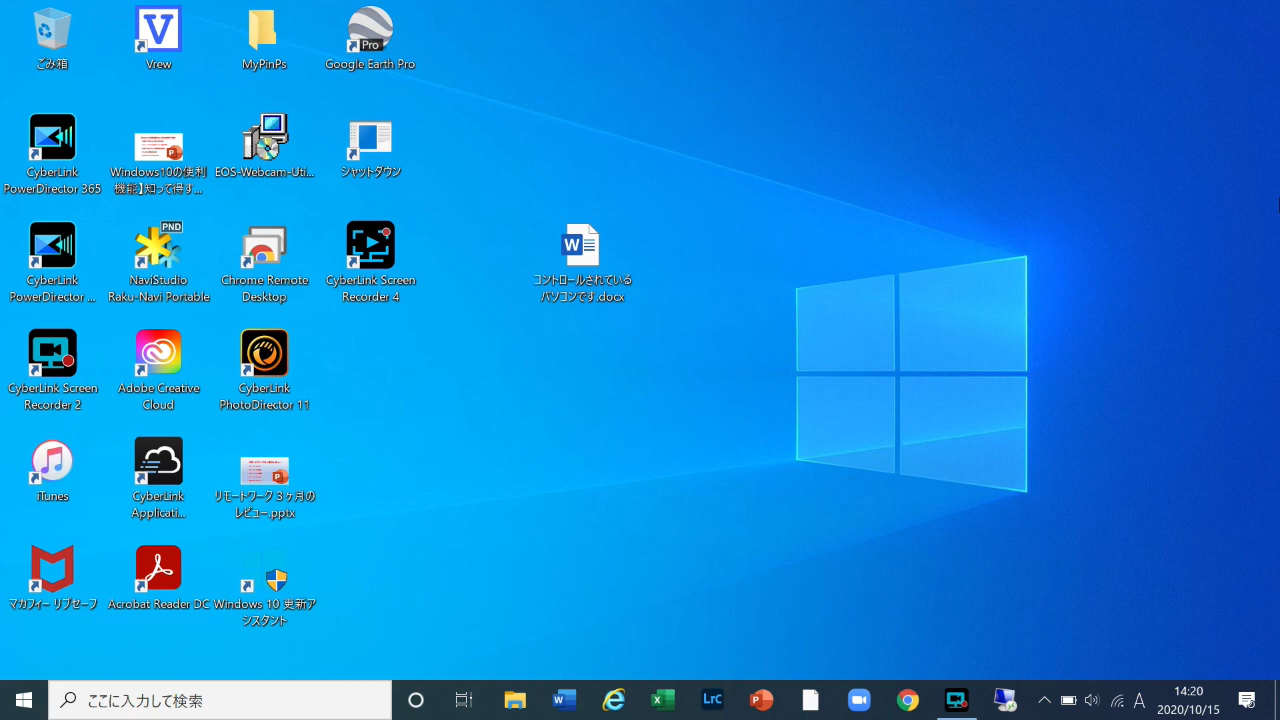 ごみ箱
Vrew
MyPinPs
Pro
Google Earth Pro
CyberLink
PowerDirector 365
Windows10の便利
機能】知って得す...
EOS-Webcam-Uti...
シャットダウン
CyberLink
PowerDirector ...
PND
NaviStudio
Raku-Navi Portable
Chrome Remote
Desktop
CyberLink Screen
Recorder 4
コントロールされている
パソコンです.docx
CyberLink Screen
Recorder 2
Adobe Creative
Cloud
CyberLink
PhotoDirector 11
iTunes
CyberLink
Applicati...
リモートワーク３ヶ月の
レビュー.pptx
マカフィー リブセーフ
Acrobat Reader DC
Windows 10 更新ア
シスタント
ここに入力して検索
LrC
A
14:20
2020/10/15